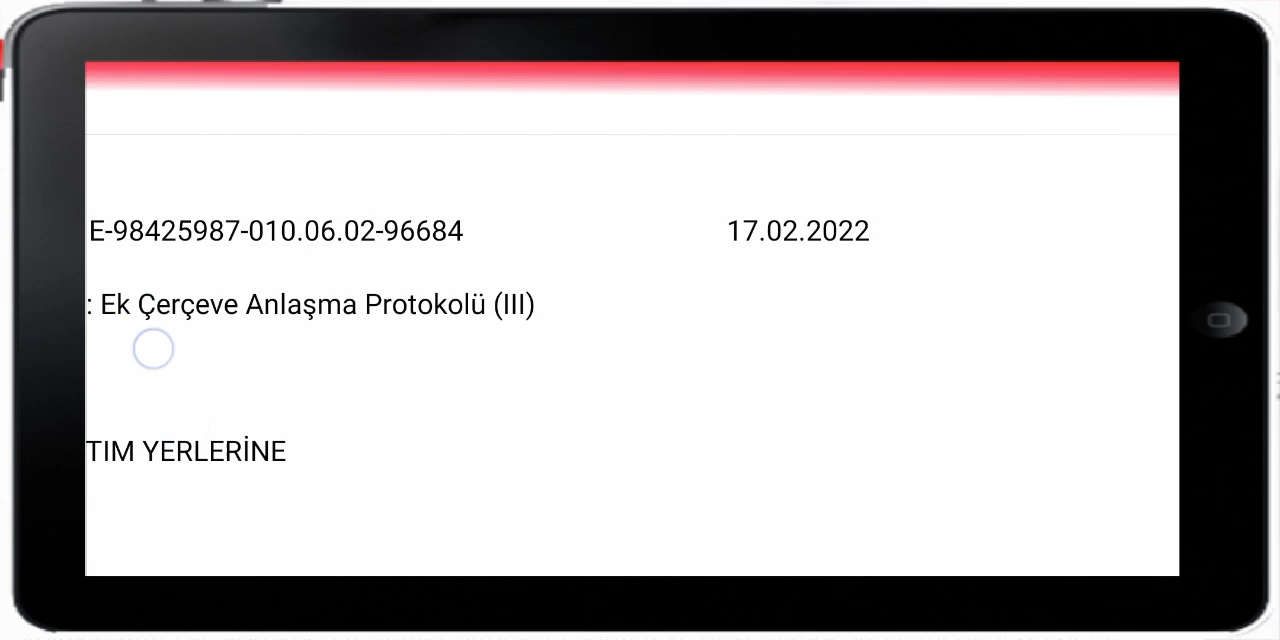 E-98425987-010.06.02-96684 17.02.2022
: Ek Çerçeve Anlaşma Protokolü (III)
TIM YERLERİNE